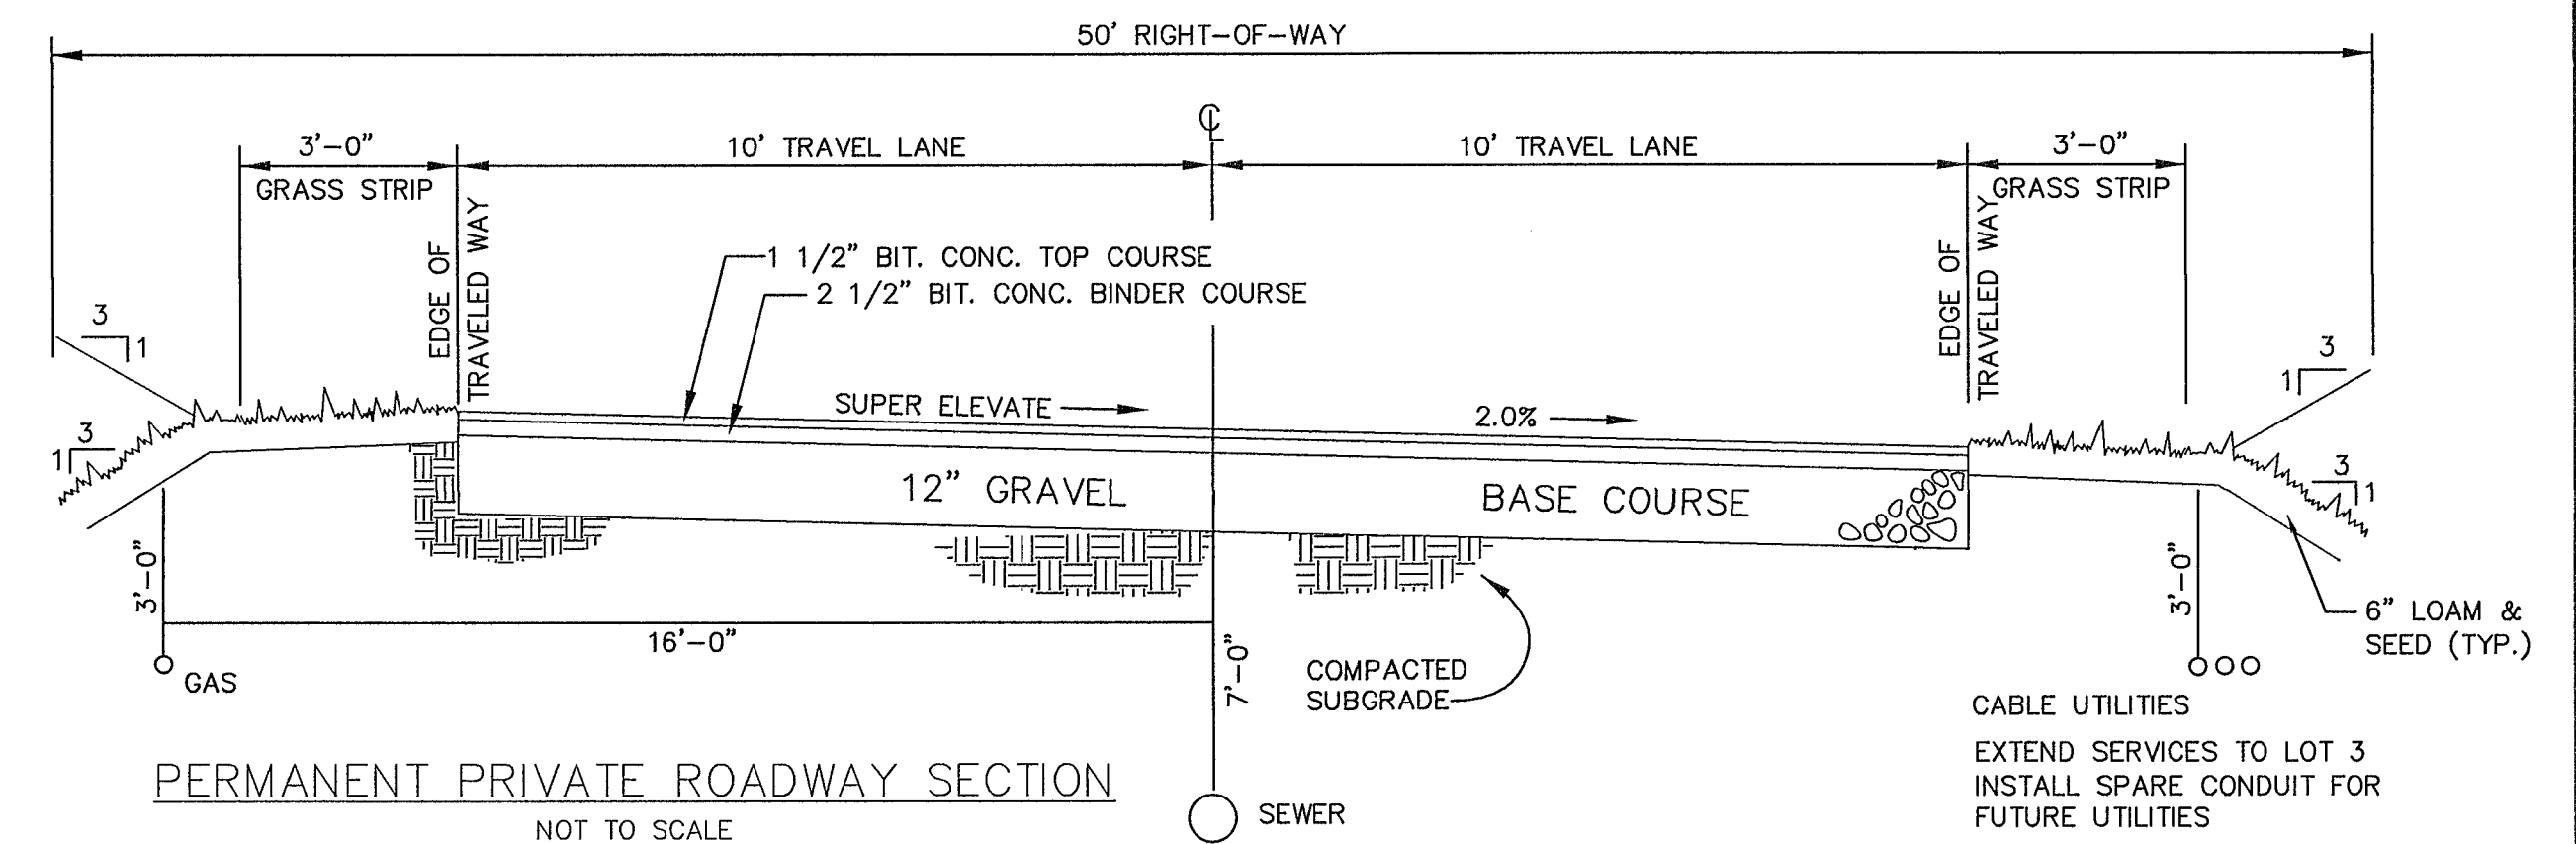 50' RIGHT-OF-WAY
℄
3'-0"
10' TRAVEL LANE
10' TRAVEL LANE
3'-0"
GRASS STRIP
GRASS STRIP
EDGE OF
TRAVELED WAY
EDGE OF
TRAVELED WAY
1 1/2" BIT. CONC. TOP COURSE
2 1/2" BIT. CONC. BINDER COURSE
3
1
3
1
SUPER ELEVATE
2.0%
3
1
3
1
12" GRAVEL
BASE COURSE
3'-0"
3'-0"
16'-0"
7'-0"
6" LOAM &
SEED (TYP.)
GAS
COMPACTED
SUBGRADE
CABLE UTILITIES
EXTEND SERVICES TO LOT 3
INSTALL SPARE CONDUIT FOR
FUTURE UTILITIES
PERMANENT PRIVATE ROADWAY SECTION
NOT TO SCALE
SEWER